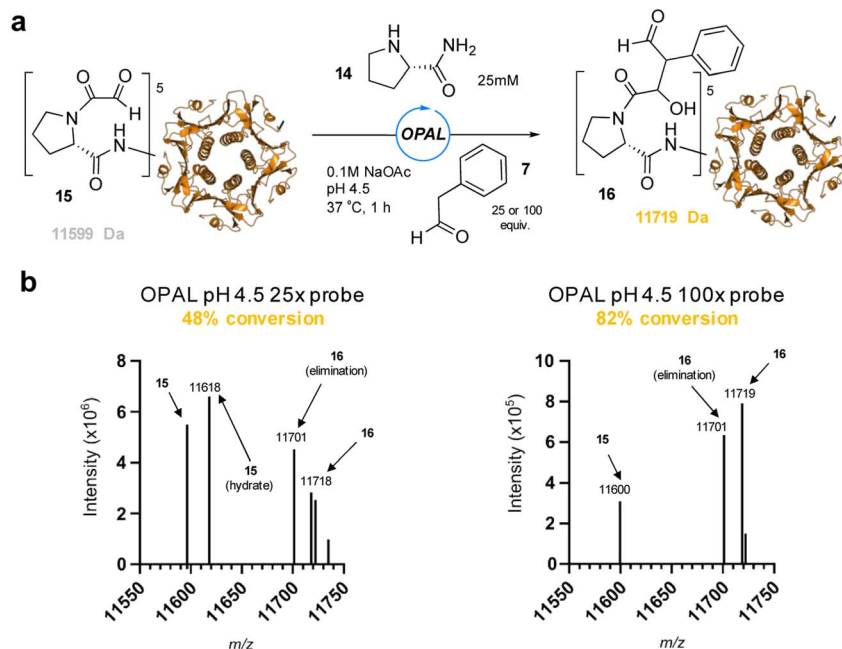 a
O
O
H
5
N
NH
O
15
11599 Da
14
H
N
NH2
O
25mM
OPAL
0.1M NaOAc
pH 4.5
37 °C, 1 h
7
O
H
25 or 100
equiv.
O
H
O
OH
5
N
NH
O
16
11719 Da
b
OPAL pH 4.5 25x probe
48% conversion
Intensity (x10⁶)
8
6
4
2
0
15
11618
15
(hydrate)
16
(elimination)
11701
16
11718
11550
11600
11650
11700
11750
m/z
OPAL pH 4.5 100x probe
82% conversion
Intensity (x10⁵)
10
8
6
4
2
0
15
11600
16
(elimination)
11701
16
11719
11550
11600
11650
11700
11750
m/z